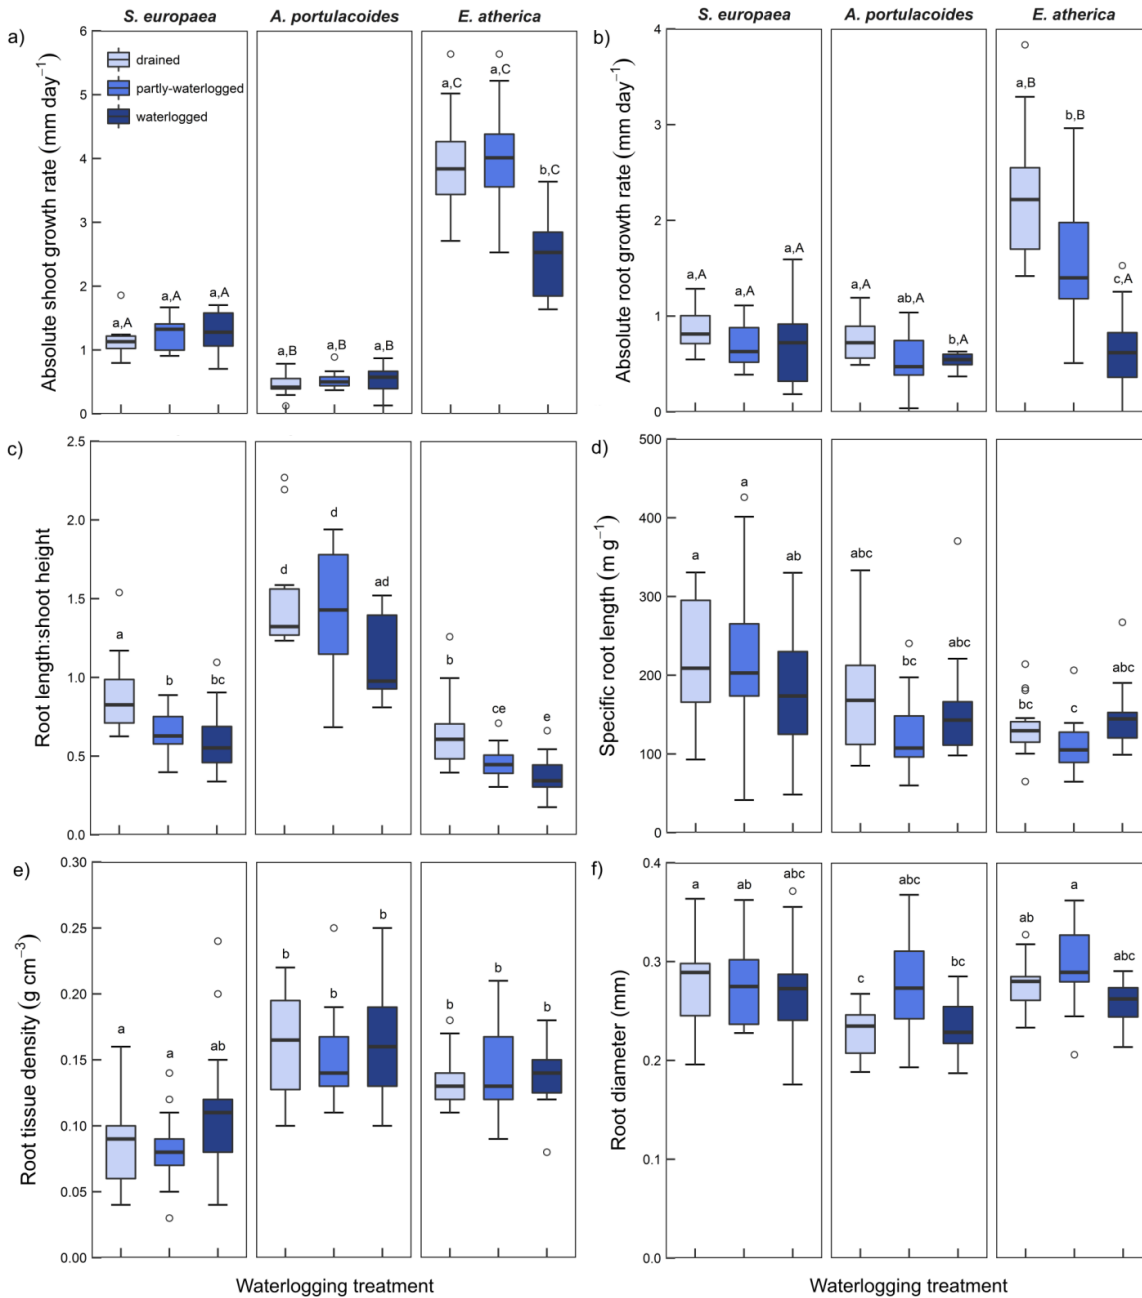 S. europaea A. portulacoides E. atherica
a)
Absolute shoot growth rate (mm day⁻¹)
6
5
4
3
2
1
0
drained
partly-waterlogged
waterlogged
a,A a,A a,A
a,B a,B a,B
a,C a,C b,C
S. europaea A. portulacoides E. atherica
b)
Absolute root growth rate (mm day⁻¹)
4
3
2
1
0
a,A a,A a,A
a,A ab,A b,A
a,B b,B c,A
c)
Root length:shoot height
2.5
2.0
1.5
1.0
0.5
0.0
a b bc
d d ad
b ce e
d)
Specific root length (m g⁻¹)
500
400
300
200
100
0
a a ab
abc bc abc
bc c abc
e)
Root tissue density (g cm⁻³)
0.30
0.25
0.20
0.15
0.10
0.05
0.00
a a ab
b b b
b b b
Waterlogging treatment
f)
Root diameter (mm)
0.4
0.3
0.2
0.1
0.0
a ab abc
c abc bc
ab a abc
Waterlogging treatment